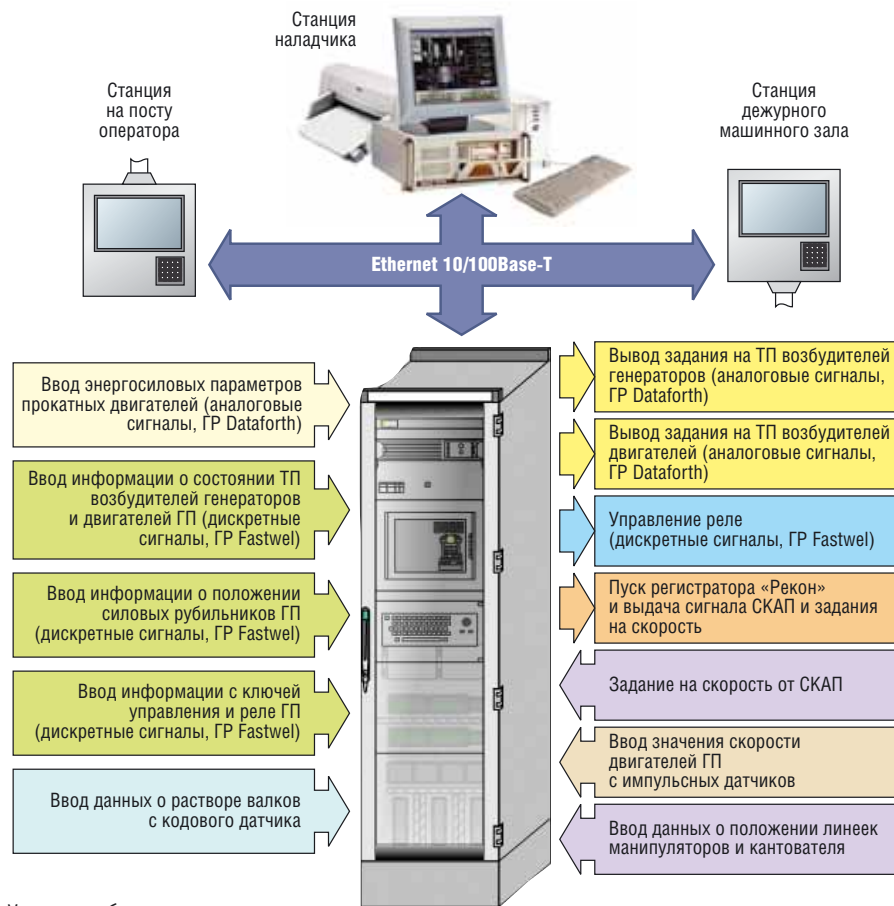 Станция
наладчика
Станция
на посту
оператора
Станция
дежурного
машинного зала
Ethernet 10/100Base-T
Ввод энергосиловых параметров
прокатных двигателей (аналоговые
сигналы, ГР Dataforth)
Ввод информации о состоянии ТП
возбудителей генераторов
и двигателей ГП (дискретные
сигналы, ГР Fastwel)
Ввод информации о положении
силовых рубильников ГП
(дискретные сигналы, ГР Fastwel)
Ввод информации с ключей
управления и реле ГП
(дискретные сигналы, ГР Fastwel)
Ввод данных о растворе валков
с кодового датчика
Вывод задания на ТП возбудителей
генераторов (аналоговые сигналы,
ГР Dataforth)
Вывод задания на ТП возбудителей
двигателей (аналоговые сигналы,
ГР Dataforth)
Управление реле
(дискретные сигналы, ГР Fastwel)
Пуск регистратора «Рекон»
и выдача сигнала СКАП и задания
на скорость
Задание на скорость от СКАП
Ввод значения скорости
двигателей ГП
с импульсных датчиков
Ввод данных о положении линеек
манипуляторов и кантователя